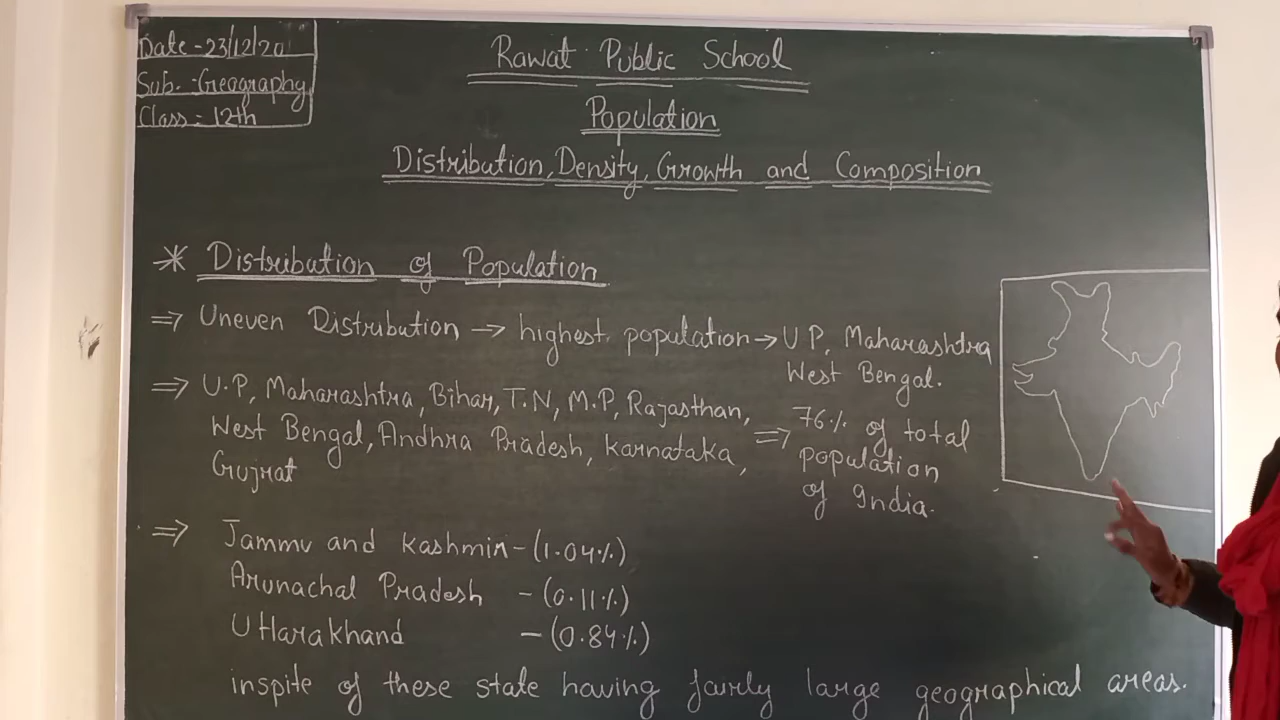 Date -23/12/20
Sub. -Geography
Class - 12th
Rawat Public School
Population
Distribution, Density, Growth and Composition
* Distribution of Population
⇒ Uneven Distribution → highest population → U P, Maharashtra
West Bengal.
⇒ U.P, Maharashtra, Bihar, T.N, M.P, Rajasthan,
West Bengal, Andhra Pradesh, Karnataka,
Gujrat
⇒ 76% of total
population
of India.
⇒ Jammu and Kashmir - (1.04%)
Arunachal Pradesh - (0.11%)
Uttarakhand - (0.84%)
inspite of these state having fairly large geographical areas.